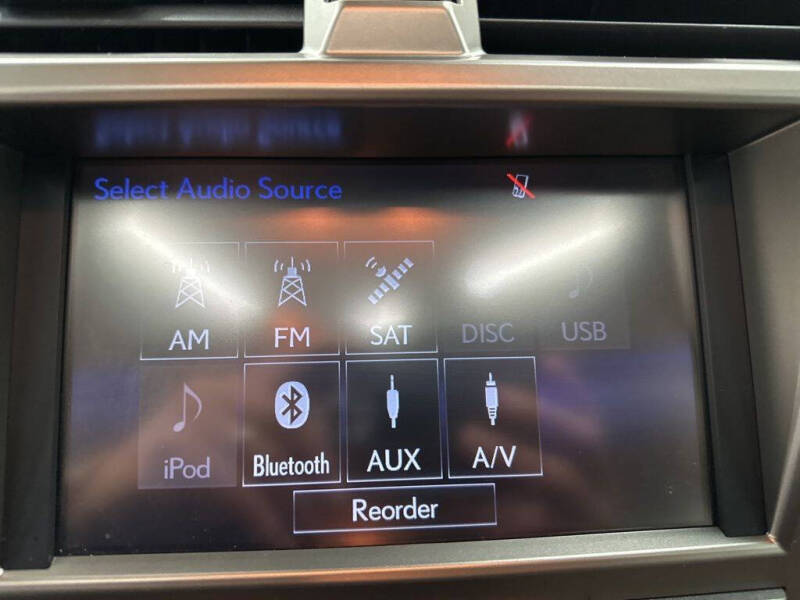 Select Audio Source
AM FM SAT DISC USB
iPod Bluetooth AUX A/V
Reorder